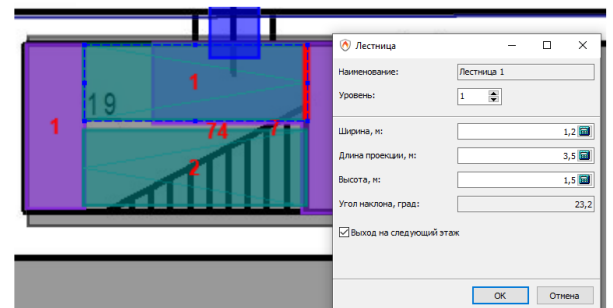 Лестница
Наименование:
Лестница 1
Уровень:
1
Ширина, м:
1,2
Длина проекции, м:
3,5
Высота, м:
1,5
Угол наклона, град:
23,2
Выход на следующий этаж
OK
Отмена
19
1
1
74
7
2